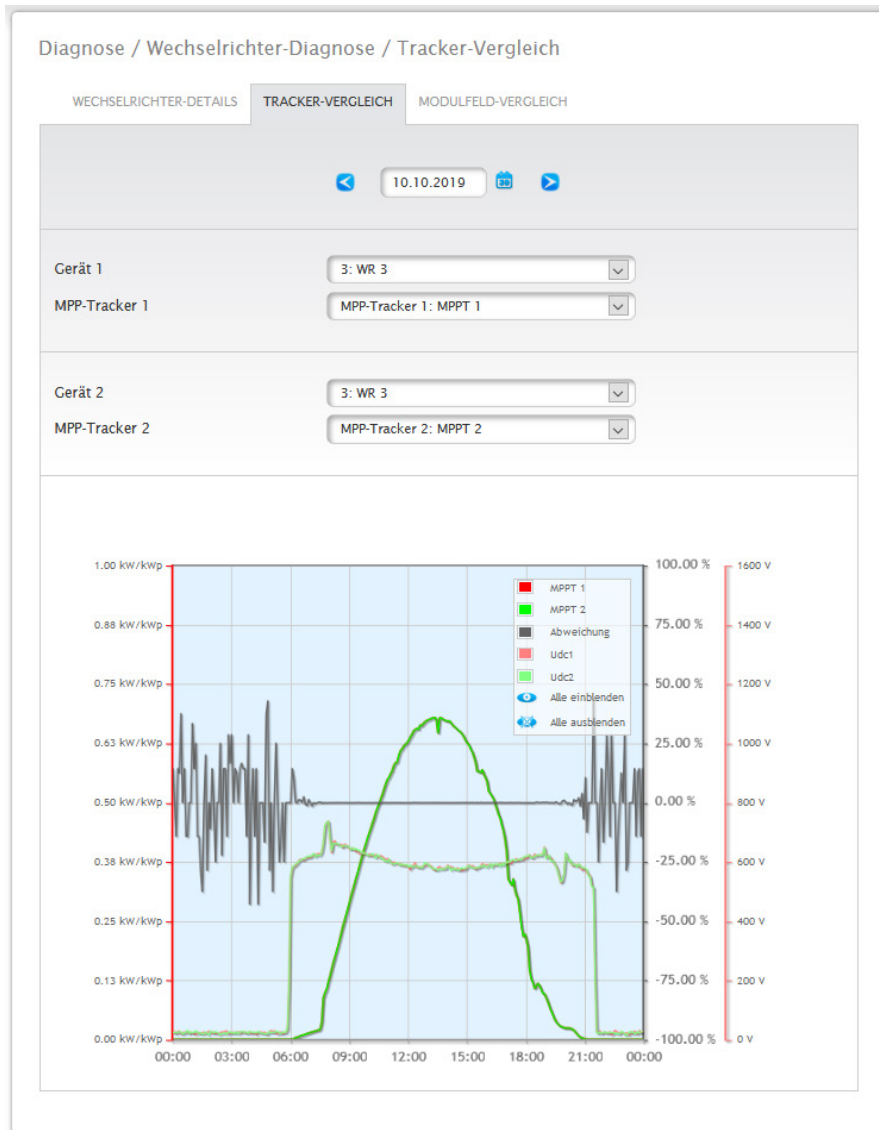 Diagnose / Wechselrichter-Diagnose / Tracker-Vergleich
WECHSELRICHTER-DETAILS TRACKER-VERGLEICH MODULFELD-VERGLEICH
10.10.2019 30
Gerät 1 3: WR 3
MPP-Tracker 1 MPP-Tracker 1: MPPT 1
Gerät 2 3: WR 3
MPP-Tracker 2 MPP-Tracker 2: MPPT 2
1.00 kW/kWp 100.00 % 1600 V
MPPT 1
MPPT 2
0.88 kW/kWp Abweichung 75.00 % 1400 V
Udc1
Udc2
0.75 kW/kWp 50.00 % 1200 V
Alle einblenden
Alle ausblenden
0.63 kW/kWp 25.00 % 1000 V
0.50 kW/kWp 0.00 % 800 V
0.38 kW/kWp -25.00 % 600 V
0.25 kW/kWp -50.00 % 400 V
0.13 kW/kWp -75.00 % 200 V
0.00 kW/kWp -100.00 % 0 V
00:00 03:00 06:00 09:00 12:00 15:00 18:00 21:00 00:00